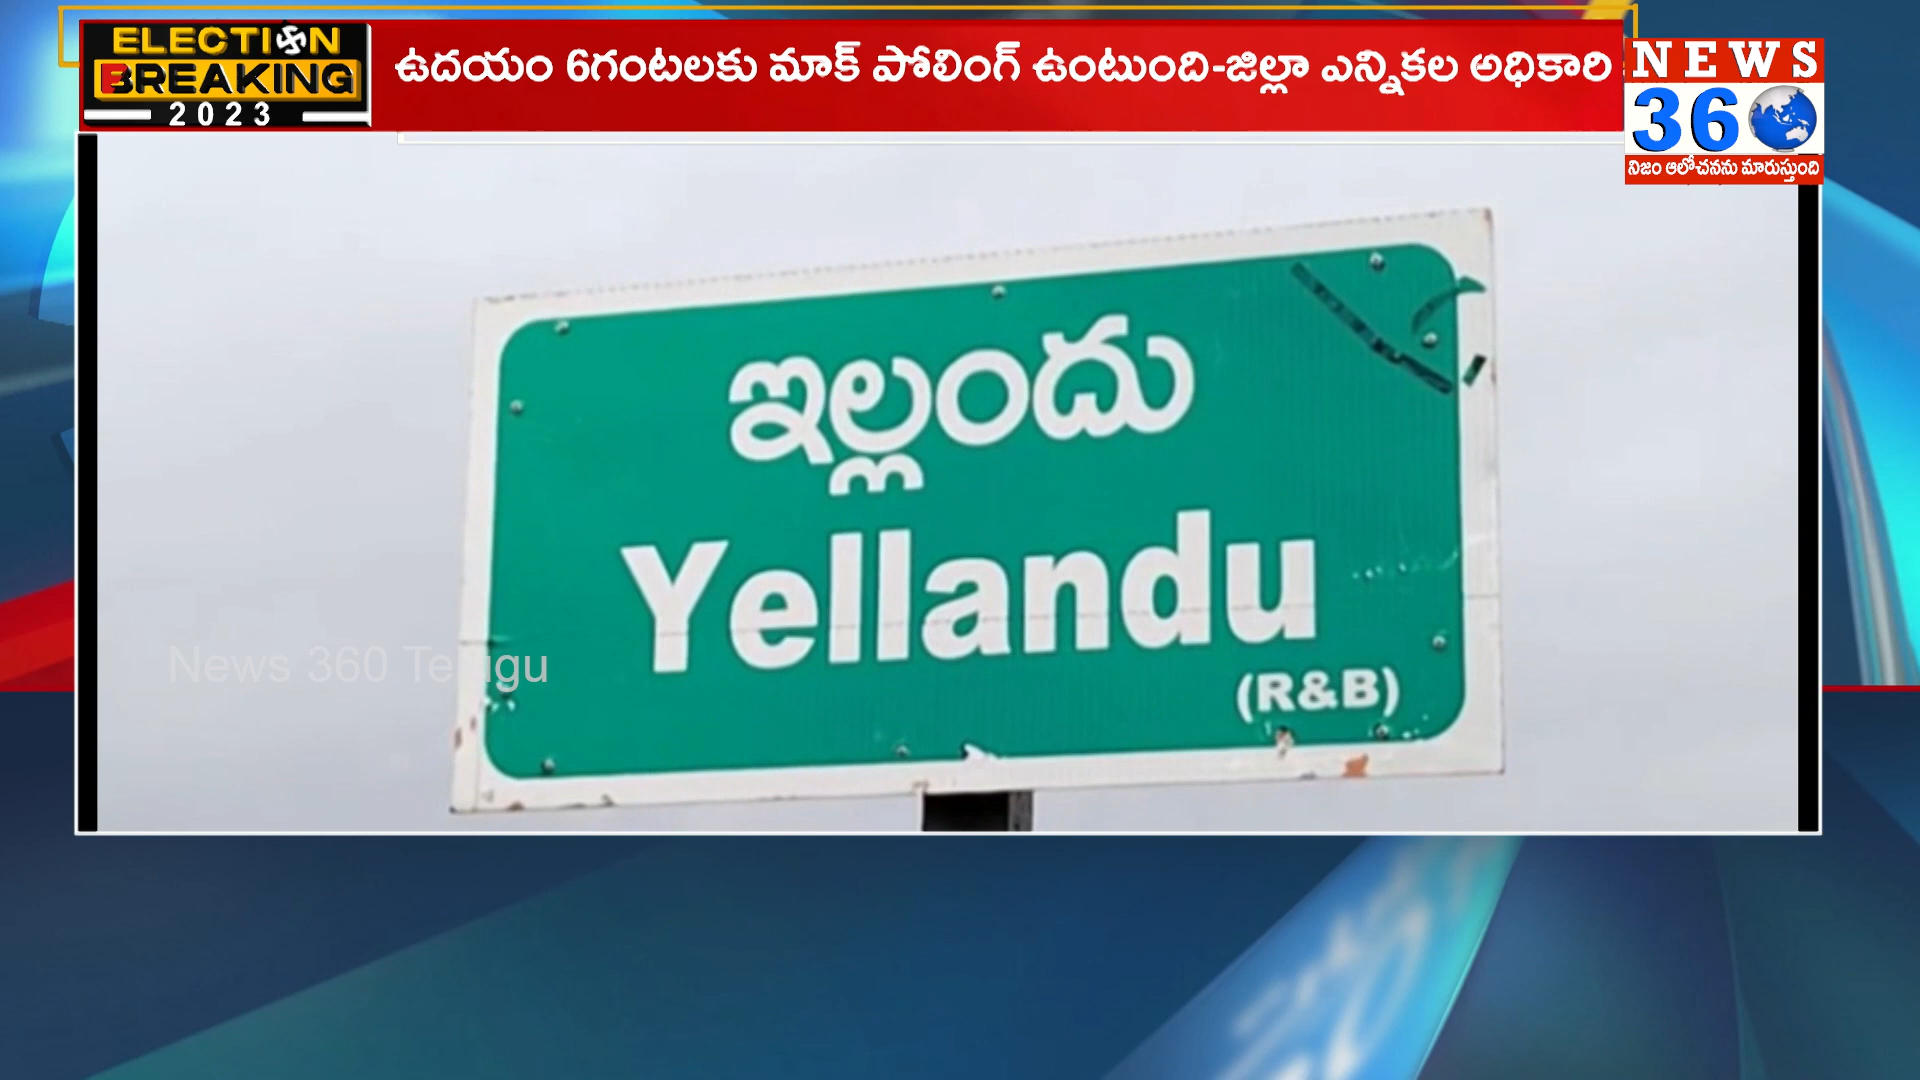 ELECTION
BREAKING
2023
ఉదయం 6గంటలకు మాక్ పోలింగ్ ఉంటుంది-జిల్లా ఎన్నికల అధికారి
NEWS
360
నిజం ఆలోచనను మారుస్తుంది
ఇల్లందు
Yellandu
(R&B)
News 360 Telugu